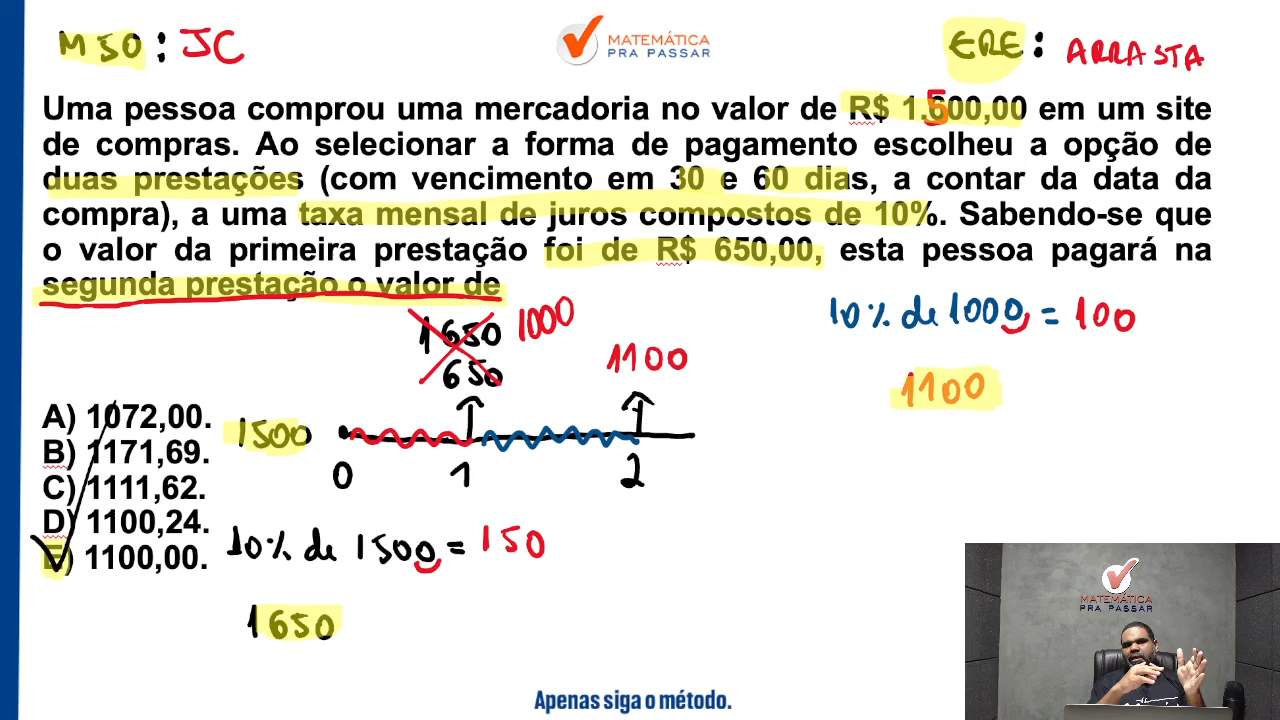 M50 : JC
MATEMÁTICA
PRA PASSAR
ERE : ARRASTA
Uma pessoa comprou uma mercadoria no valor de R$ 1.500,00 em um site
de compras. Ao selecionar a forma de pagamento escolheu a opção de
duas prestações (com vencimento em 30 e 60 dias, a contar da data da
compra), a uma taxa mensal de juros compostos de 10%. Sabendo-se que
o valor da primeira prestação foi de R$ 650,00, esta pessoa pagará na
segunda prestação o valor de
1650 1000
650
1100
10% de 1000 = 100
1100
A) 1072,00.
B) 1171,69.
C) 1111,62.
D) 1100,24.
E) 1100,00.
1500
0 1 2
10% de 1500 = 150
1650
MATEMÁTICA
PRA PASSAR
Apenas siga o método.